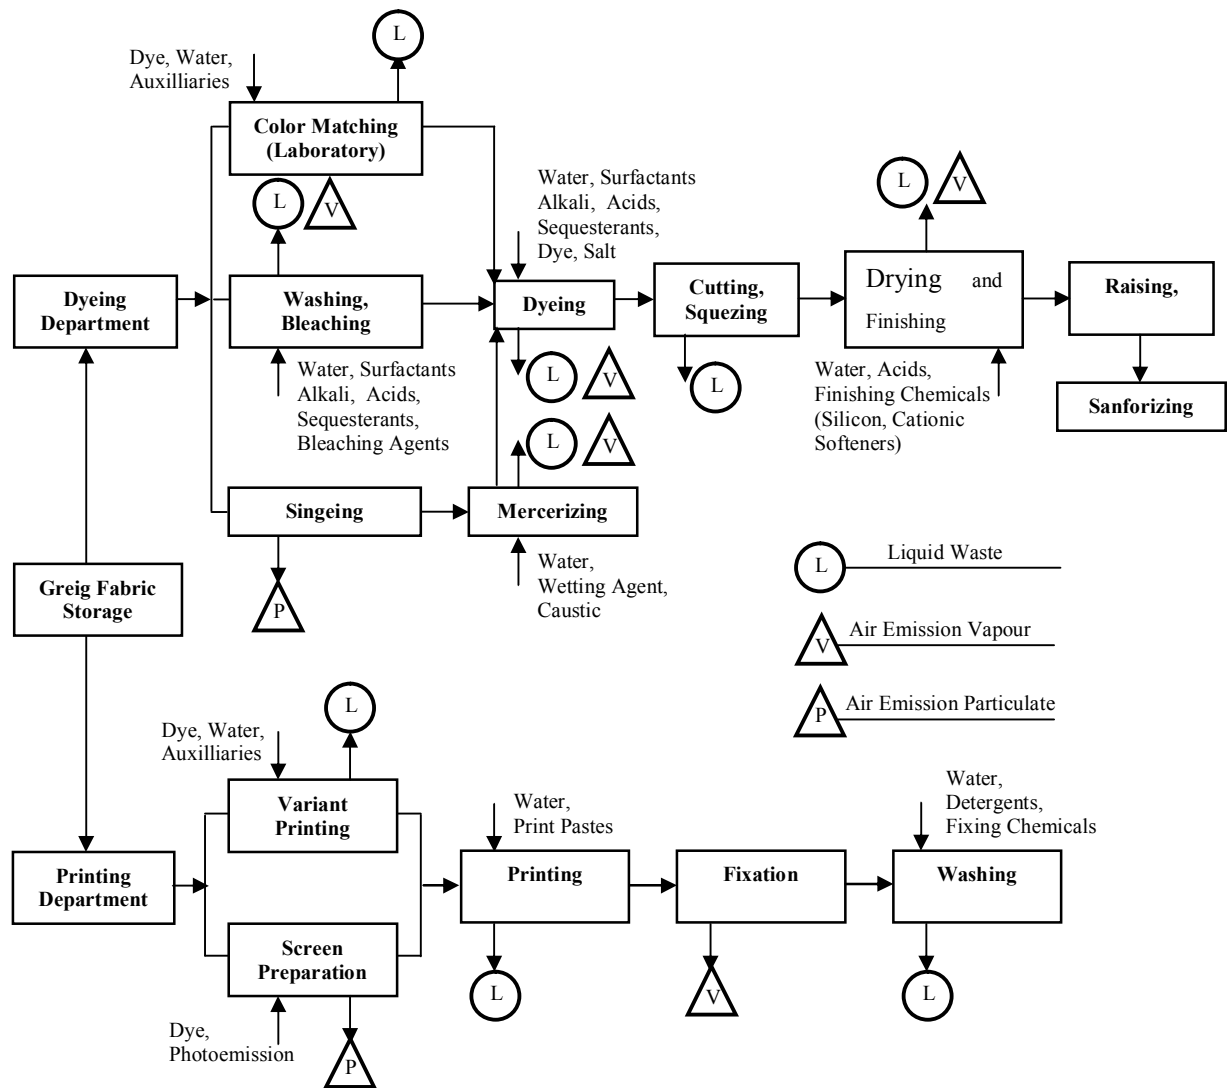 L
Dye, Water,
Auxilliaries
Color Matching
(Laboratory)
L
V
Water, Surfactants
Alkali, Acids,
Sequesterants,
Dye, Salt
L
V
Dyeing
Department
Washing,
Bleaching
Dyeing
Cutting,
Squezing
Drying and
Finishing
Raising,
Water, Surfactants
Alkali, Acids,
Sequesterants,
Bleaching Agents
L
V
L
Water, Acids,
Finishing Chemicals
(Silicon, Cationic
Softeners)
Sanforizing
L
V
Singeing
Mercerizing
P
Water,
Wetting Agent,
Caustic
Greig Fabric
Storage
L
Liquid Waste
V
Air Emission Vapour
P
Air Emission Particulate
L
Dye, Water,
Auxilliaries
Variant
Printing
Water,
Print Pastes
Water,
Detergents,
Fixing Chemicals
Printing
Department
Printing
Fixation
Washing
Screen
Preparation
L
V
L
Dye,
Photoemission
P